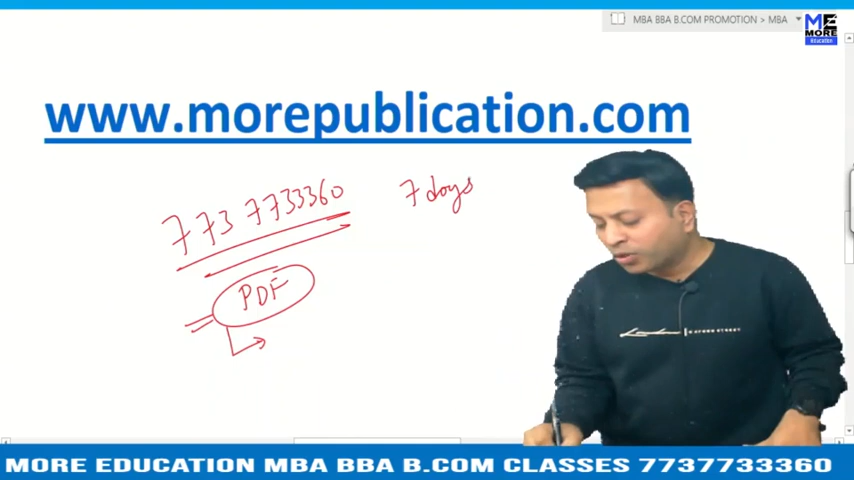 MBA BBA B.COM PROMOTION > MBA
ME
MORE
Education
www.morepublication.com
773 7733360
7 days
PDF
MORE EDUCATION MBA BBA B.COM CLASSES 7737733360